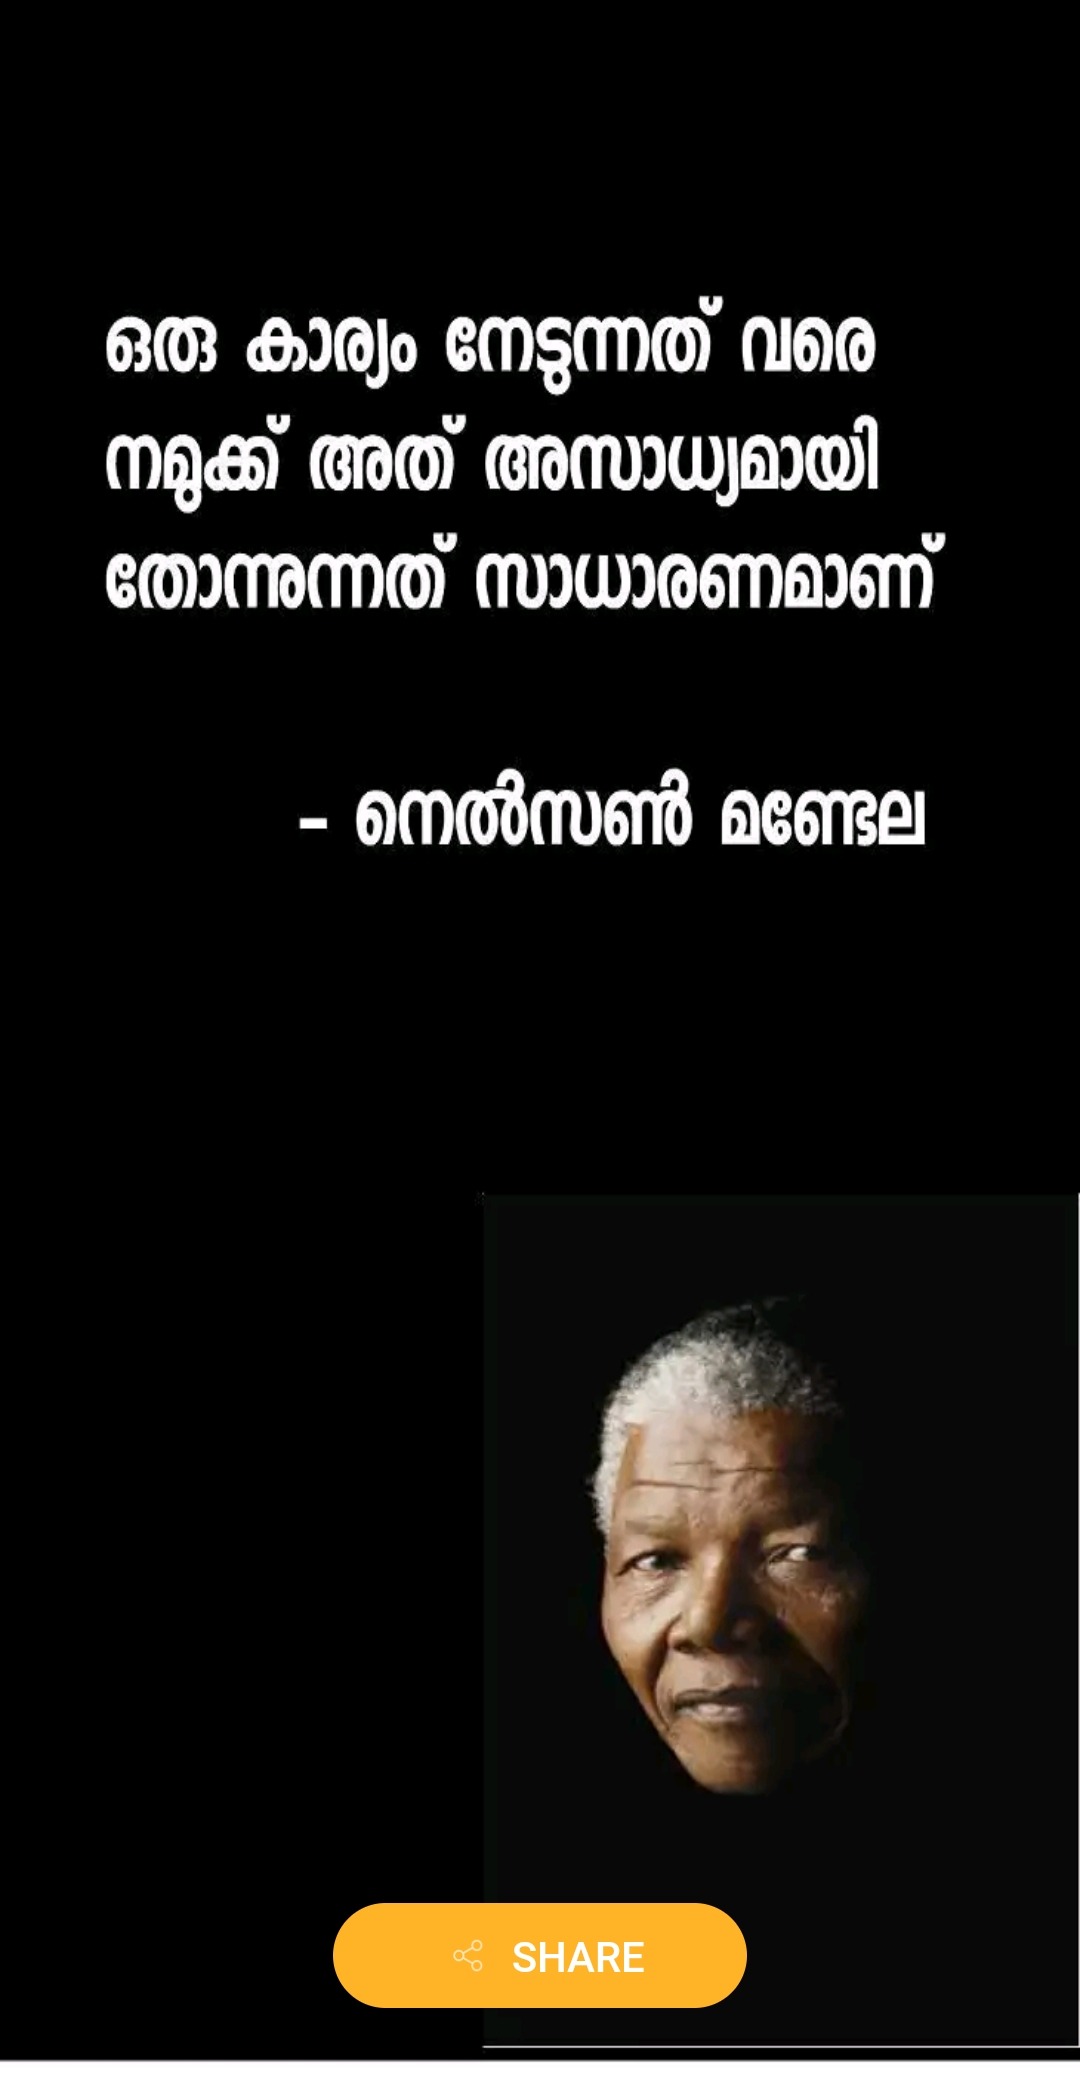 ഒരു കാര്യം നേടുന്നത് വരെ
നമുക്ക് അത് അസാധ്യമായി
തോന്നുന്നത് സാധാരണമാണ്
- നെൽസൺ മണ്ടേല
SHARE